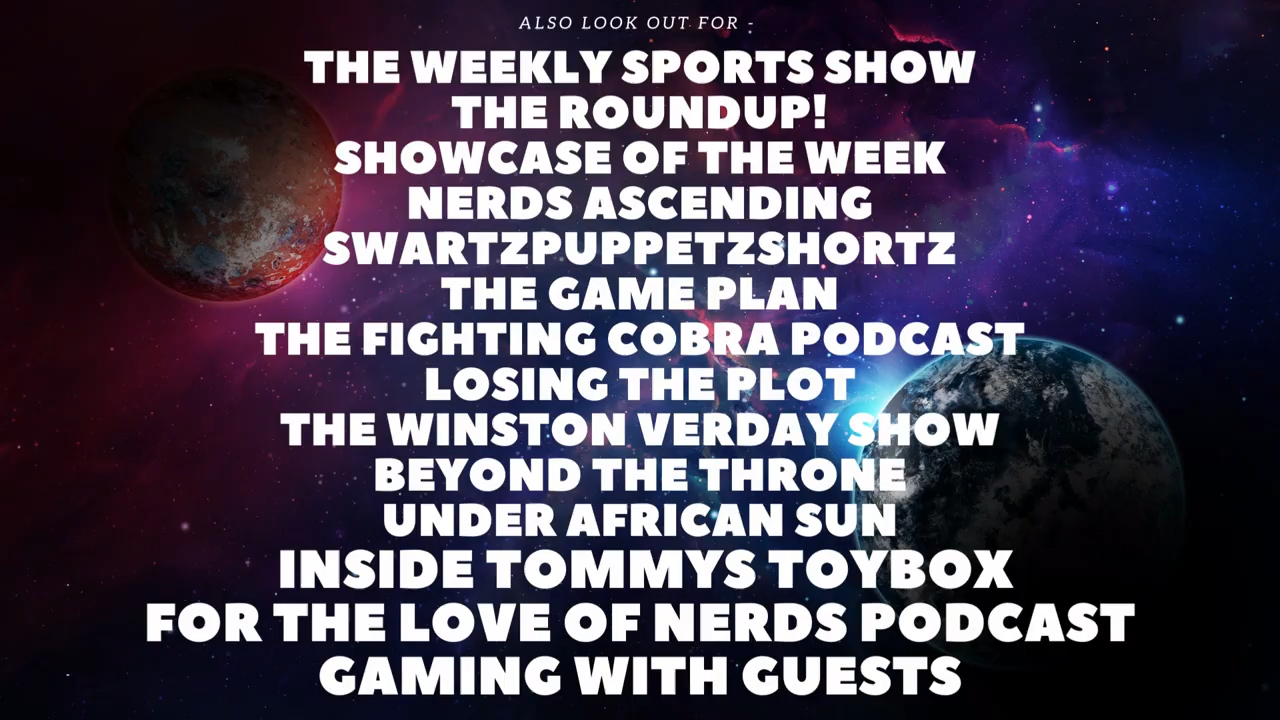 ALSO LOOK OUT FOR -
THE WEEKLY SPORTS SHOW
THE ROUNDUP!
SHOWCASE OF THE WEEK
NERDS ASCENDING
SWARTZPUPPETZSHORTZ
THE GAME PLAN
THE FIGHTING COBRA PODCAST
LOSING THE PLOT
THE WINSTON VERDAY SHOW
BEYOND THE THRONE
UNDER AFRICAN SUN
INSIDE TOMMYS TOYBOX
FOR THE LOVE OF NERDS PODCAST
GAMING WITH GUESTS